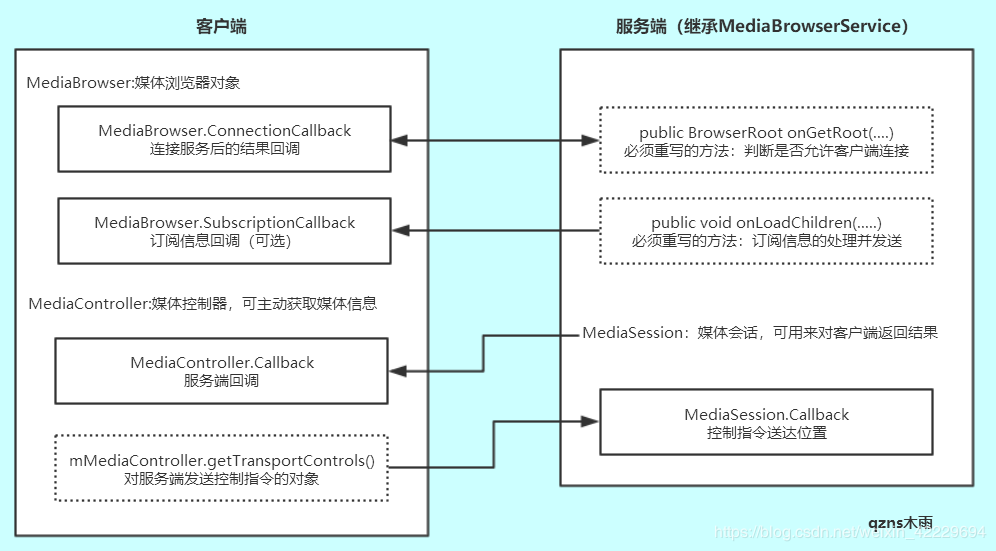 客户端
服务端（继承MediaBrowserService）
MediaBrowser:媒体浏览器对象
MediaBrowser.ConnectionCallback
连接服务后的结果回调
public BrowserRoot onGetRoot(....)
必须重写的方法：判断是否允许客户端连接
MediaBrowser.SubscriptionCallback
订阅信息回调（可选）
public void onLoadChildren(.....)
必须重写的方法：订阅信息的处理并发送
MediaController:媒体控制器，可主动获取媒体信息
MediaSession：媒体会话，可用来对客户端返回结果
MediaController.Callback
服务端回调
MediaSession.Callback
控制指令送达位置
mMediaController.getTransportControls()
对服务端发送控制指令的对象
qzns木雨
https://blog.csdn.net/weixin_42229694